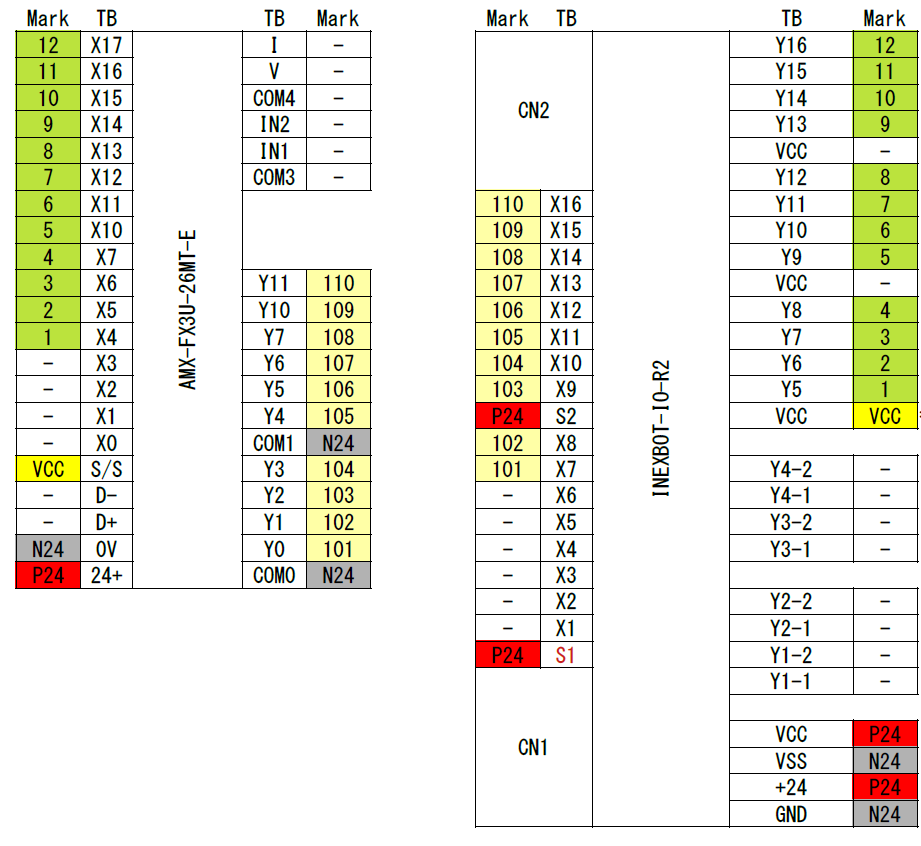 Mark TB TB Mark Mark TB TB Mark
12 X17 I - Y16 12
11 X16 V - Y15 11
10 X15 COM4 - CN2 Y14 10
9 X14 IN2 - Y13 9
8 X13 IN1 - VCC -
7 X12 COM3 - Y12 8
6 X11 110 X16 Y11 7
5 X10 109 X15 Y10 6
4 X7 108 X14 Y9 5
3 X6 Y11 110 107 X13 VCC -
2 X5 Y10 109 106 X12 Y8 4
1 X4 Y7 108 105 X11 Y7 3
- X3 Y6 107 104 X10 Y6 2
- X2 Y5 106 103 X9 Y5 1
- X1 Y4 105 P24 S2 VCC VCC
- X0 COM1 N24 102 X8
VCC S/S Y3 104 101 X7 Y4-2 -
- D- Y2 103 - X6 Y4-1 -
- D+ Y1 102 - X5 Y3-2 -
N24 0V Y0 101 - X4 Y3-1 -
P24 24+ COM0 N24 - X3
- X2 Y2-2 -
- X1 Y2-1 -
P24 S1 Y1-2 -
Y1-1 -
VCC P24
CN1 VSS N24
+24 P24
GND N24
AMX-FX3U-26MT-E
INEXBOT-IO-R2